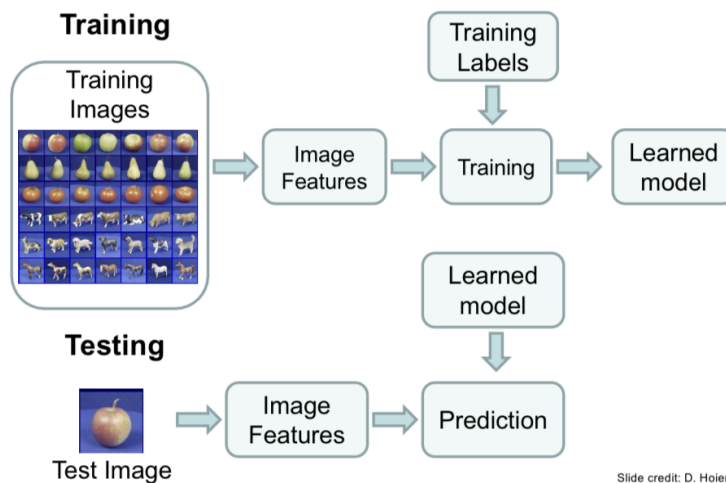 Training
Training
Images
Training
Labels
Image
Features
Training
Learned
model
Testing
Learned
model
Image
Features
Prediction
Test Image
Slide credit: D. Hoiem